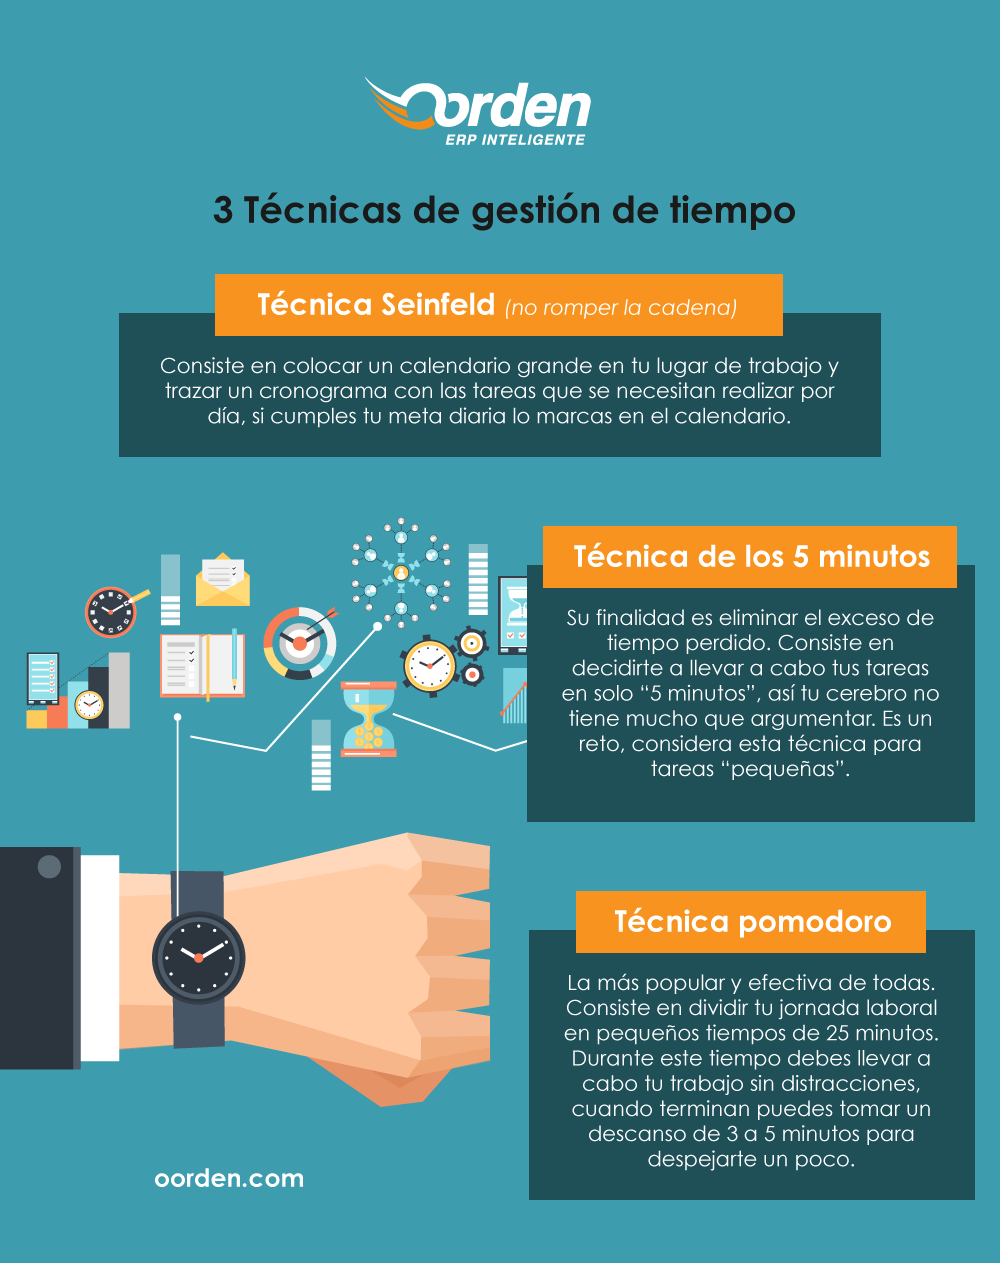 Oorden
ERP INTELIGENTE
3 Técnicas de gestión de tiempo
Técnica Seinfeld (no romper la cadena)
Consiste en colocar un calendario grande en tu lugar de trabajo y
trazar un cronograma con las tareas que se necesitan realizar por
día, si cumples tu meta diaria lo marcas en el calendario.
Técnica de los 5 minutos
Su finalidad es eliminar el exceso de
tiempo perdido. Consiste en
decidirte a llevar a cabo tus tareas
en solo “5 minutos”, así tu cerebro no
tiene mucho que argumentar. Es un
reto, considera esta técnica para
tareas “pequeñas”.
Técnica pomodoro
La más popular y efectiva de todas.
Consiste en dividir tu jornada laboral
en pequeños tiempos de 25 minutos.
Durante este tiempo debes llevar a
cabo tu trabajo sin distracciones,
cuando terminan puedes tomar un
descanso de 3 a 5 minutos para
despejarte un poco.
oorden.com